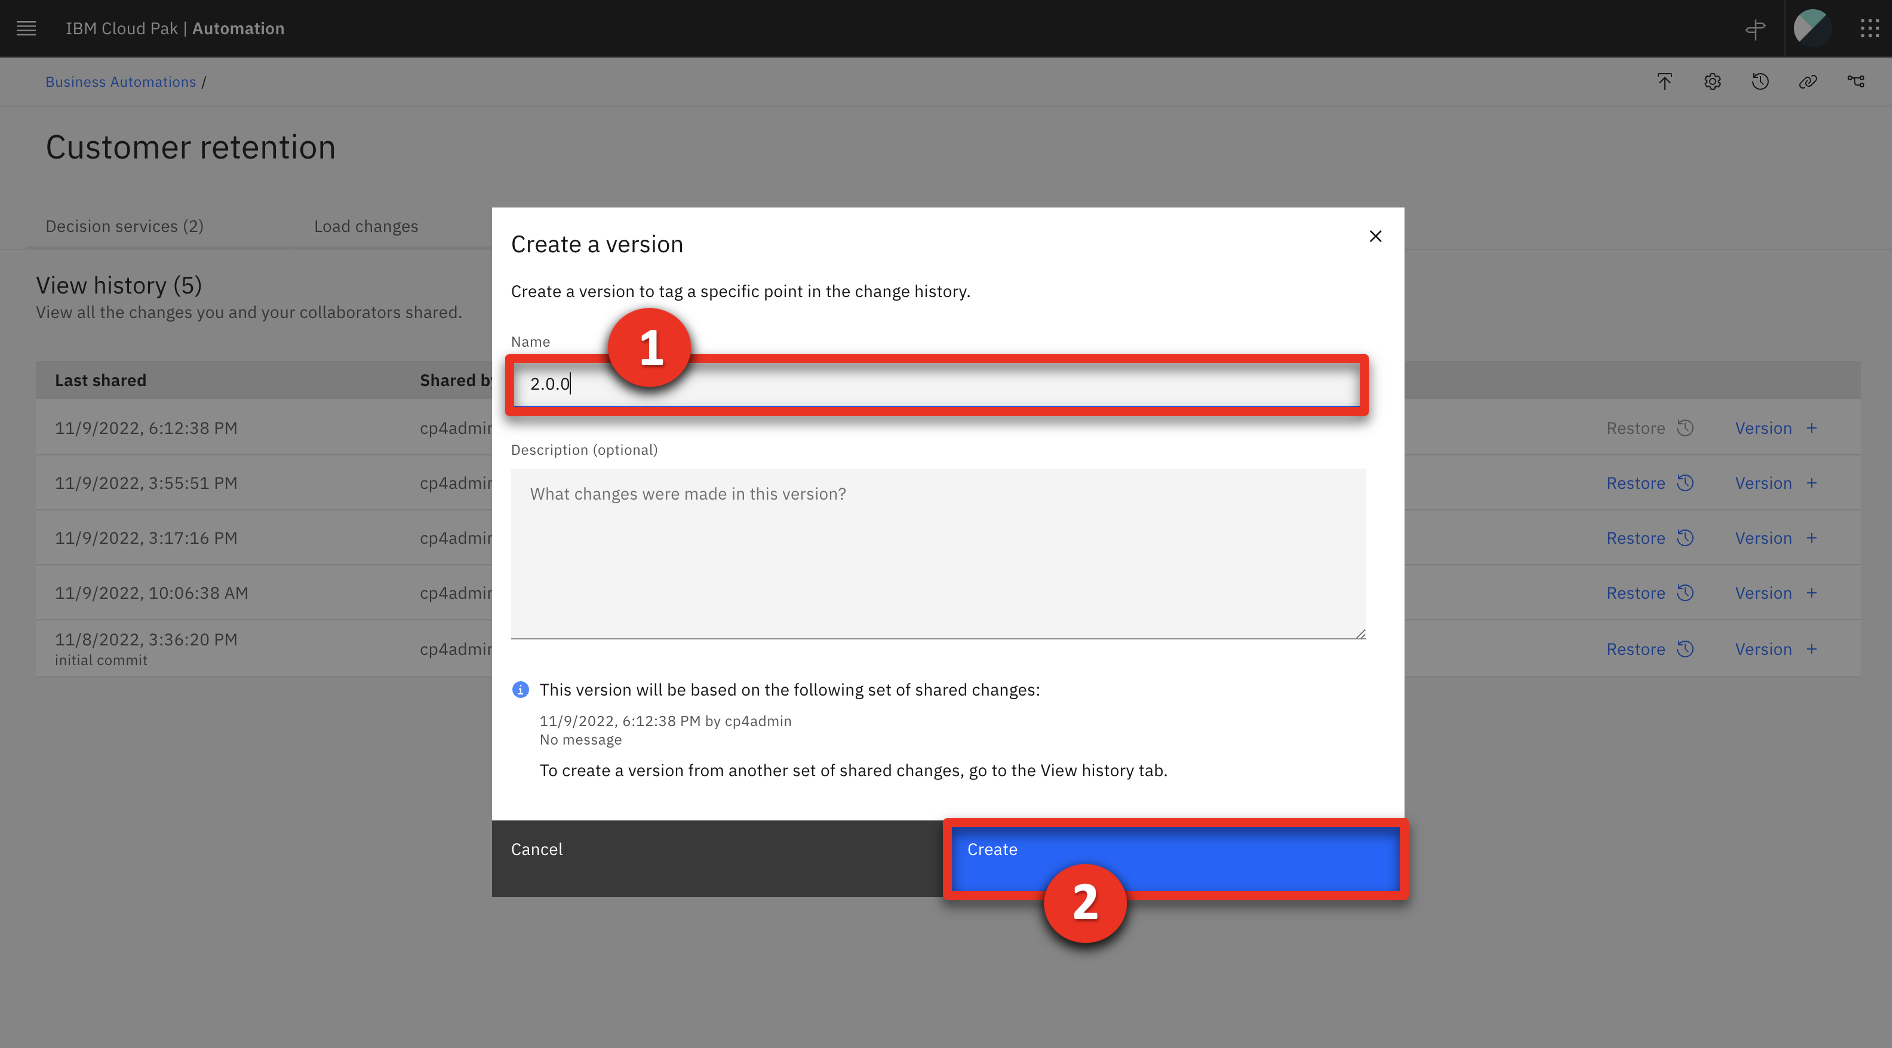 IBM Cloud Pak | Automation
Business Automations /
Customer retention
Decision services (2)
Load changes
View history (5)
View all the changes you and your collaborators shared.
Last shared
Shared by
11/9/2022, 6:12:38 PM
cp4admin
Restore
Version +
11/9/2022, 3:55:51 PM
cp4admin
Restore
Version +
11/9/2022, 3:17:16 PM
cp4admin
Restore
Version +
11/9/2022, 10:06:38 AM
cp4admin
Restore
Version +
11/8/2022, 3:36:20 PM
initial commit
cp4admin
Restore
Version +
Create a version
Create a version to tag a specific point in the change history.
Name
1
2.0.0
Description (optional)
What changes were made in this version?
This version will be based on the following set of shared changes:
11/9/2022, 6:12:38 PM by cp4admin
No message
To create a version from another set of shared changes, go to the View history tab.
Cancel
Create
2